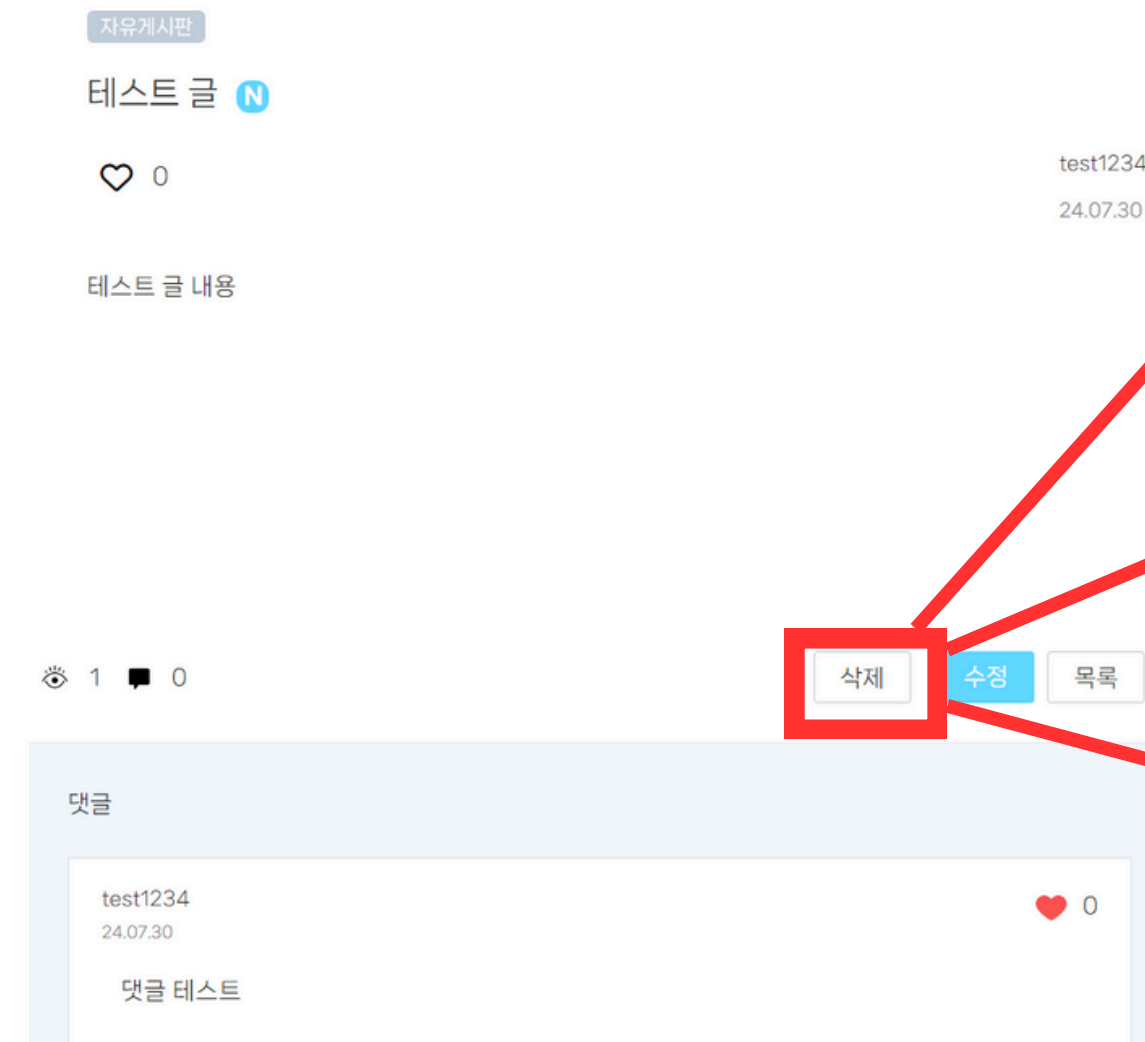 자유게시판
테스트 글 N
0
test1234
24.07.30
테스트 글 내용
1 0
삭제 수정 목록
댓글
test1234
0
24.07.30
댓글 테스트